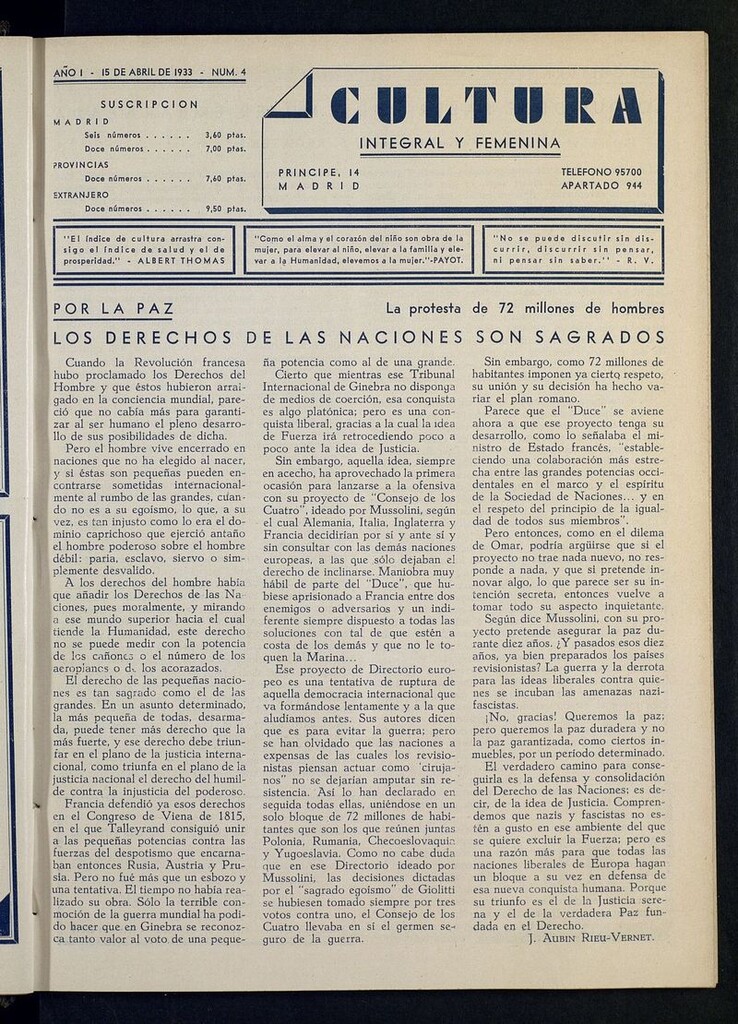 AÑO I - 15 DE ABRIL DE 1933 - NUM. 4
SUSCRIPCION
MADRID
Seis números . . . . . . 3,60 ptas.
Doce números . . . . . . 7,00 ptas.
PROVINCIAS
Doce números . . . . . . 7,60 ptas.
EXTRANJERO
Doce números . . . . . . 9,50 ptas.
CULTURA
INTEGRAL Y FEMENINA
PRINCIPE, 14
MADRID
TELEFONO 95700
APARTADO 944
"El índice de cultura arrastra con-
sigo el índice de salud y el de
prosperidad." - ALBERT THOMAS
"Como el alma y el corazón del niño son obra de la
mujer, para elevar al niño, elevar a la familia y ele-
var a la Humanidad, elevemos a la mujer."-PAYOT.
"No se puede discutir sin dis-
currir, discurrir sin pensar,
ni pensar sin saber." - R. V.
POR LA PAZ
La protesta de 72 millones de hombres
LOS DERECHOS DE LAS NACIONES SON SAGRADOS
Cuando la Revolución francesa
hubo proclamado los Derechos del
Hombre y que éstos hubieron arrai-
gado en la conciencia mundial, pare-
ció que no cabía más para garanti-
zar al ser humano el pleno desarro-
llo de sus posibilidades de dicha.
Pero el hombre vive encerrado en
naciones que no ha elegido al nacer,
y si éstas son pequeñas pueden en-
contrarse sometidas internacional-
mente al rumbo de las grandes, cuan-
do no es a su egoísmo, lo que, a su
vez, es tan injusto como lo era el do-
minio caprichoso que ejerció antaño
el hombre poderoso sobre el hombre
débil: paria, esclavo, siervo o sim-
plemente desvalido.
A los derechos del hombre había
que añadir los Derechos de las Na-
ciones, pues moralmente, y mirando
a ese mundo superior hacia el cual
tiende la Humanidad, este derecho
no se puede medir con la potencia
de los cañones o el número de los
aeroplanos o de los acorazados.
El derecho de las pequeñas nacio-
nes es tan sagrado como el de las
grandes. En un asunto determinado,
la más pequeña de todas, desarma-
da, puede tener más derecho que la
más fuerte, y ese derecho debe triun-
far en el plano de la justicia interna-
cional, como triunfa en el plano de la
justicia nacional el derecho del humil-
de contra la injusticia del poderoso.
Francia defendió ya esos derechos
en el Congreso de Viena de 1815,
en el que Talleyrand consiguió unir
a las pequeñas potencias contra las
fuerzas del despotismo que encarna-
ban entonces Rusia, Austria y Pru-
sia. Pero no fué más que un esbozo y
una tentativa. El tiempo no había rea-
lizado su obra. Sólo la terrible con-
moción de la guerra mundial ha podi-
do hacer que en Ginebra se reconoz-
ca tanto valor al voto de una peque-
ña potencia como al de una grande.
Cierto que mientras ese Tribunal
Internacional de Ginebra no disponga
de medios de coerción, esa conquista
es algo platónica; pero es una con-
quista liberal, gracias a la cual la idea
de Fuerza irá retrocediendo poco a
poco ante la idea de Justicia.
Sin embargo, aquella idea, siempre
en acecho, ha aprovechado la primera
ocasión para lanzarse a la ofensiva
con su proyecto de "Consejo de los
Cuatro", ideado por Mussolini, según
el cual Alemania, Italia, Inglaterra y
Francia decidirían por sí y ante sí y
sin consultar con las demás naciones
europeas, a las que sólo dejaban el
derecho de inclinarse. Maniobra muy
hábil de parte del "Duce", que hu-
biese aprisionado a Francia entre dos
enemigos o adversarios y un indi-
ferente siempre dispuesto a todas las
soluciones con tal de que estén a
costa de los demás y que no le to-
quen la Marina...
Ese proyecto de Directorio euro-
peo es una tentativa de ruptura de
aquella democracia internacional que
va formándose lentamente y a la que
aludíamos antes. Sus autores dicen
que es para evitar la guerra; pero
se han olvidado que las naciones a
expensas de las cuales los revisio-
nistas piensan actuar como "ciruja-
nos" no se dejarían amputar sin re-
sistencia. Así lo han declarado en
seguida todas ellas, uniéndose en un
solo bloque de 72 millones de habi-
tantes que son los que reúnen juntas
Polonia, Rumania, Checoeslovaquia
y Yugoeslavia. Como no cabe duda
que en ese Directorio ideado por
Mussolini, las decisiones dictadas
por el "sagrado egoísmo" de Giolitti
se hubiesen tomado siempre por tres
votos contra uno, el Consejo de los
Cuatro llevaba en sí el germen se-
guro de la guerra.
Sin embargo, como 72 millones de
habitantes imponen ya cierto respeto,
su unión y su decisión ha hecho va-
riar el plan romano.
Parece que el "Duce" se aviene
ahora a que ese proyecto tenga su
desarrollo, como lo señalaba el mi-
nistro de Estado francés, "estable-
ciendo una colaboración más estre-
cha entre las grandes potencias occi-
dentales en el marco y el espíritu
de la Sociedad de Naciones... y en
el respeto del principio de la igual-
dad de todos sus miembros".
Pero entonces, como en el dilema
de Omar, podría argüirse que si el
proyecto no trae nada nuevo, no res-
ponde a nada, y que si pretende in-
novar algo, lo que parece ser su in-
tención secreta, entonces vuelve a
tomar todo su aspecto inquietante.
Según dice Mussolini, con su pro-
yecto pretende asegurar la paz du-
rante diez años. ¿Y pasados esos diez
años, ya bien preparados los países
revisionistas? La guerra y la derrota
para las ideas liberales contra quie-
nes se incuban las amenazas nazi-
fascistas.
¡No, gracias! Queremos la paz;
pero queremos la paz duradera y no
la paz garantizada, como ciertos in-
muebles, por un período determinado.
El verdadero camino para conse-
guirla es la defensa y consolidación
del Derecho de las Naciones; es de-
cir, de la idea de Justicia. Compren-
demos que nazis y fascistas no es-
tén a gusto en ese ambiente del que
se quiere excluir la Fuerza; pero es
una razón más para que todas las
naciones liberales de Europa hagan
un bloque a su vez en defensa de
esa nueva conquista humana. Porque
su triunfo es el de la Justicia sere-
na y el de la verdadera Paz fun-
dada en el Derecho.
J. AUBIN RIEU-VERNET.